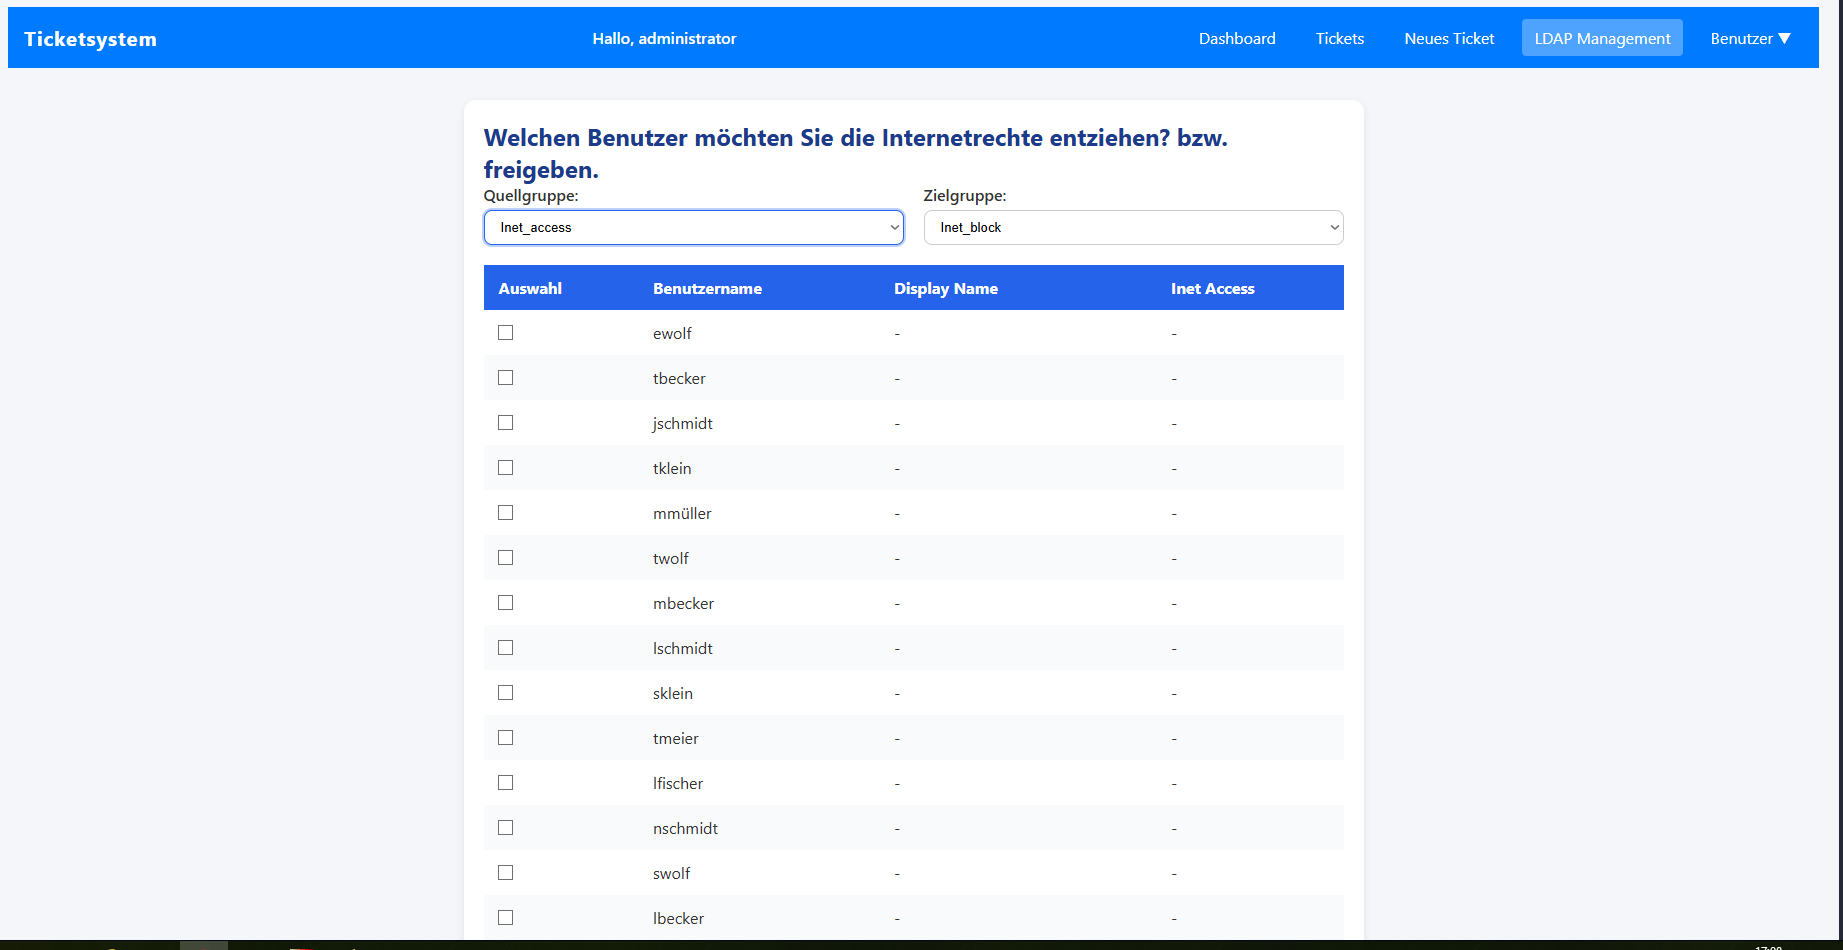 Ticketsystem
Hallo, administrator
Dashboard Tickets Neues Ticket LDAP Management Benutzer ▼
Welchen Benutzer möchten Sie die Internetrechte entziehen? bzw.
freigeben.
Quellgruppe: Zielgruppe:
Inet_access Inet_block
Auswahl Benutzername Display Name Inet Access
ewolf - -
tbecker - -
jschmidt - -
tklein - -
mmüller - -
twolf - -
mbecker - -
lschmidt - -
sklein - -
tmeier - -
lfischer - -
nschmidt - -
swolf - -
lbecker - -